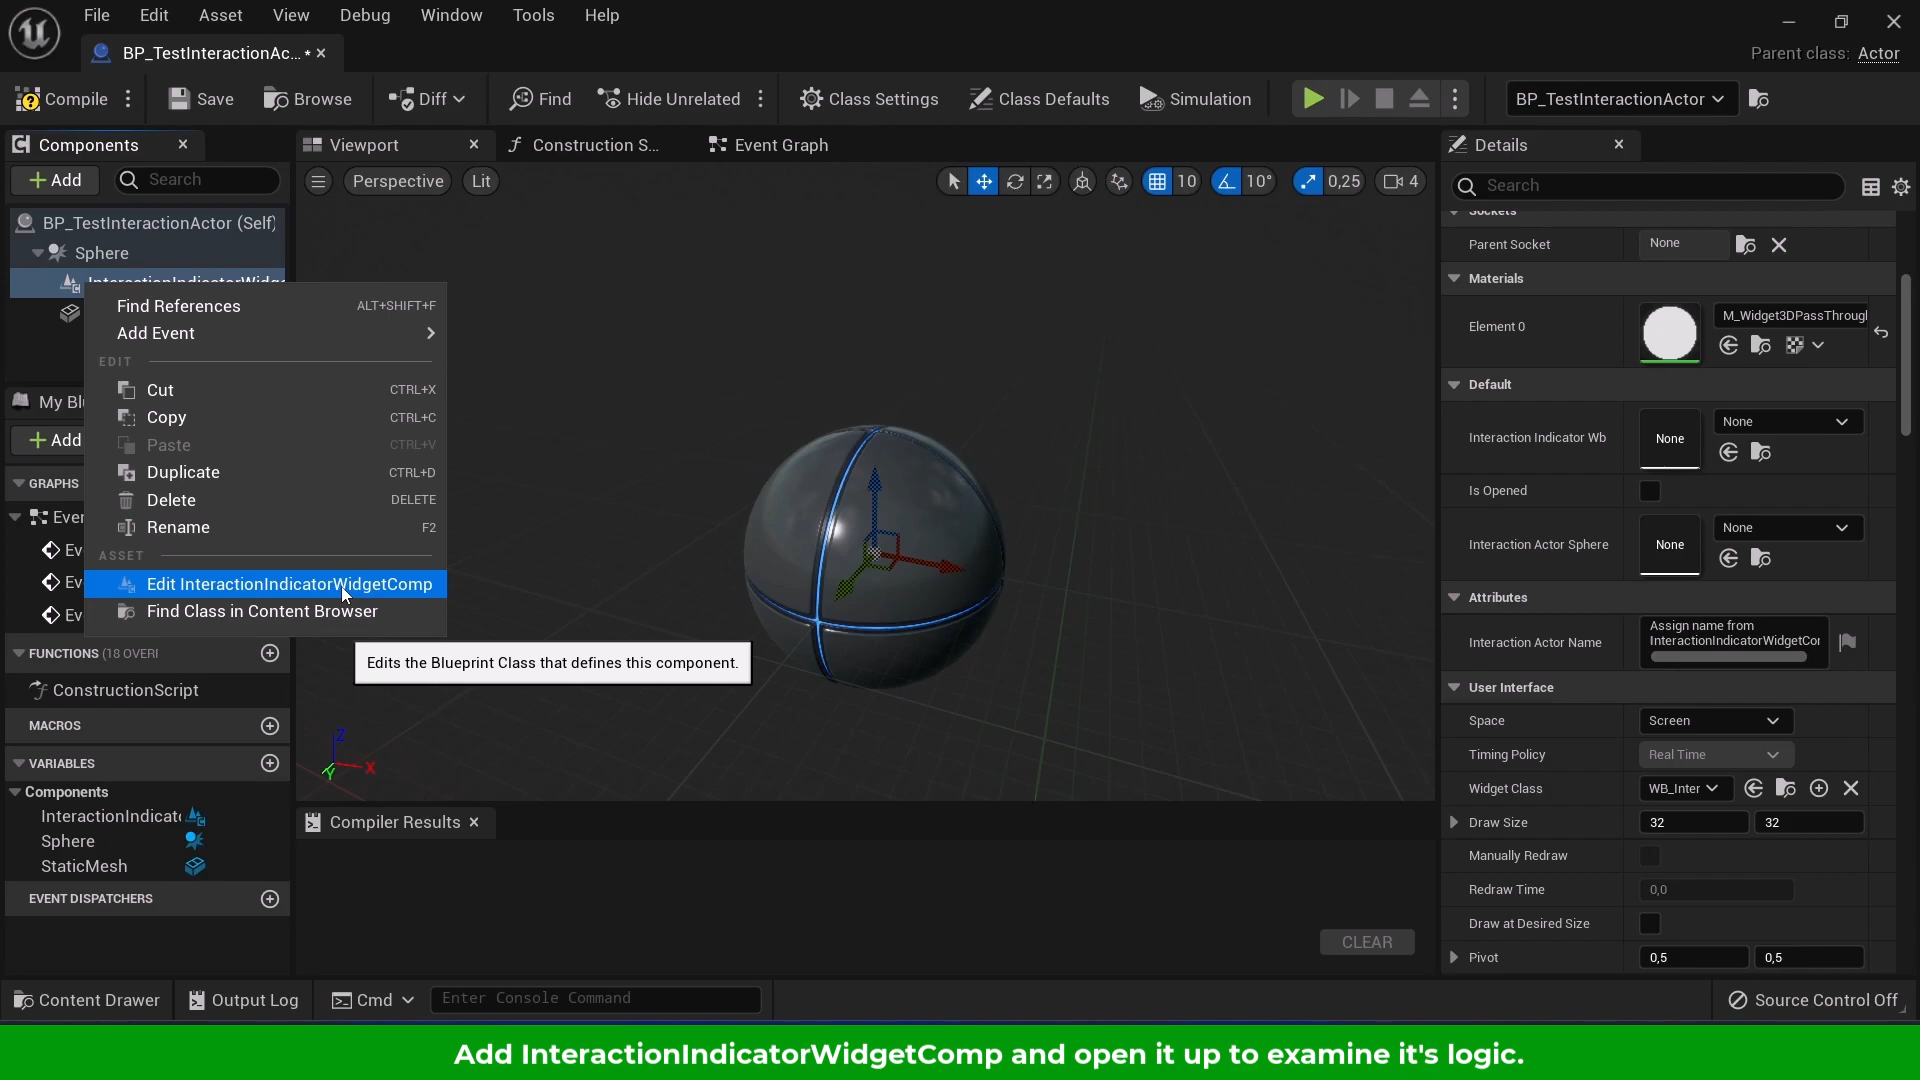 File Edit Asset View Debug Window Tools Help
BP_TestInteractionAc... •
Parent class: Actor
Compile Save Browse Diff Find Hide Unrelated Class Settings Class Defaults Simulation BP_TestInteractionActor
Components Viewport Construction S... Event Graph Details
Add Search Perspective Lit 10 10° 0,25 4 Search
BP_TestInteractionActor (Self)
Sphere
InteractionIndicatorWidge
Find References ALT+SHIFT+F
Add Event
EDIT
Cut CTRL+X
Copy CTRL+C
Paste CTRL+V
Duplicate CTRL+D
Delete DELETE
Rename F2
ASSET
Edit InteractionIndicatorWidgetComp
Find Class in Content Browser
Edits the Blueprint Class that defines this component.
My Bl
Add
GRAPHS
Ever
Ev
Ev
Ev
FUNCTIONS (18 OVERI
ConstructionScript
MACROS
VARIABLES
Components
InteractionIndicat
Sphere
StaticMesh
EVENT DISPATCHERS
Z
X
Y
Compiler Results
CLEAR
Sockets
Parent Socket None
Materials
Element 0 M_Widget3DPassThrough
Default
Interaction Indicator Wb None None
Is Opened
Interaction Actor Sphere None None
Attributes
Interaction Actor Name Assign name from
InteractionIndicatorWidgetCor
User Interface
Space Screen
Timing Policy Real Time
Widget Class WB_Inter
Draw Size 32 32
Manually Redraw
Redraw Time 0,0
Draw at Desired Size
Pivot 0,5 0,5
Content Drawer Output Log Cmd Enter Console Command Source Control Off
Add InteractionIndicatorWidgetComp and open it up to examine it's logic.